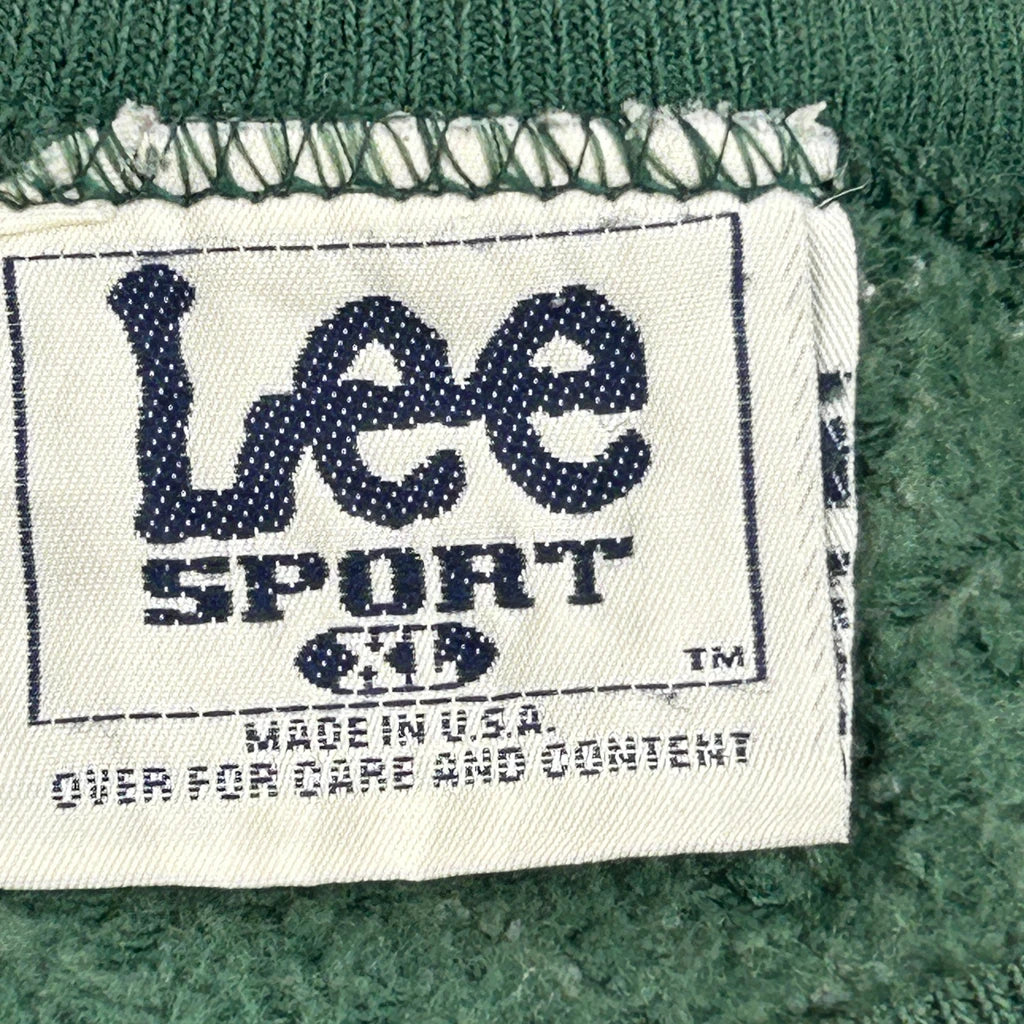 Lee
SPORT
XL
TM
MADE IN U.S.A.
OVER FOR CARE AND CONTENT